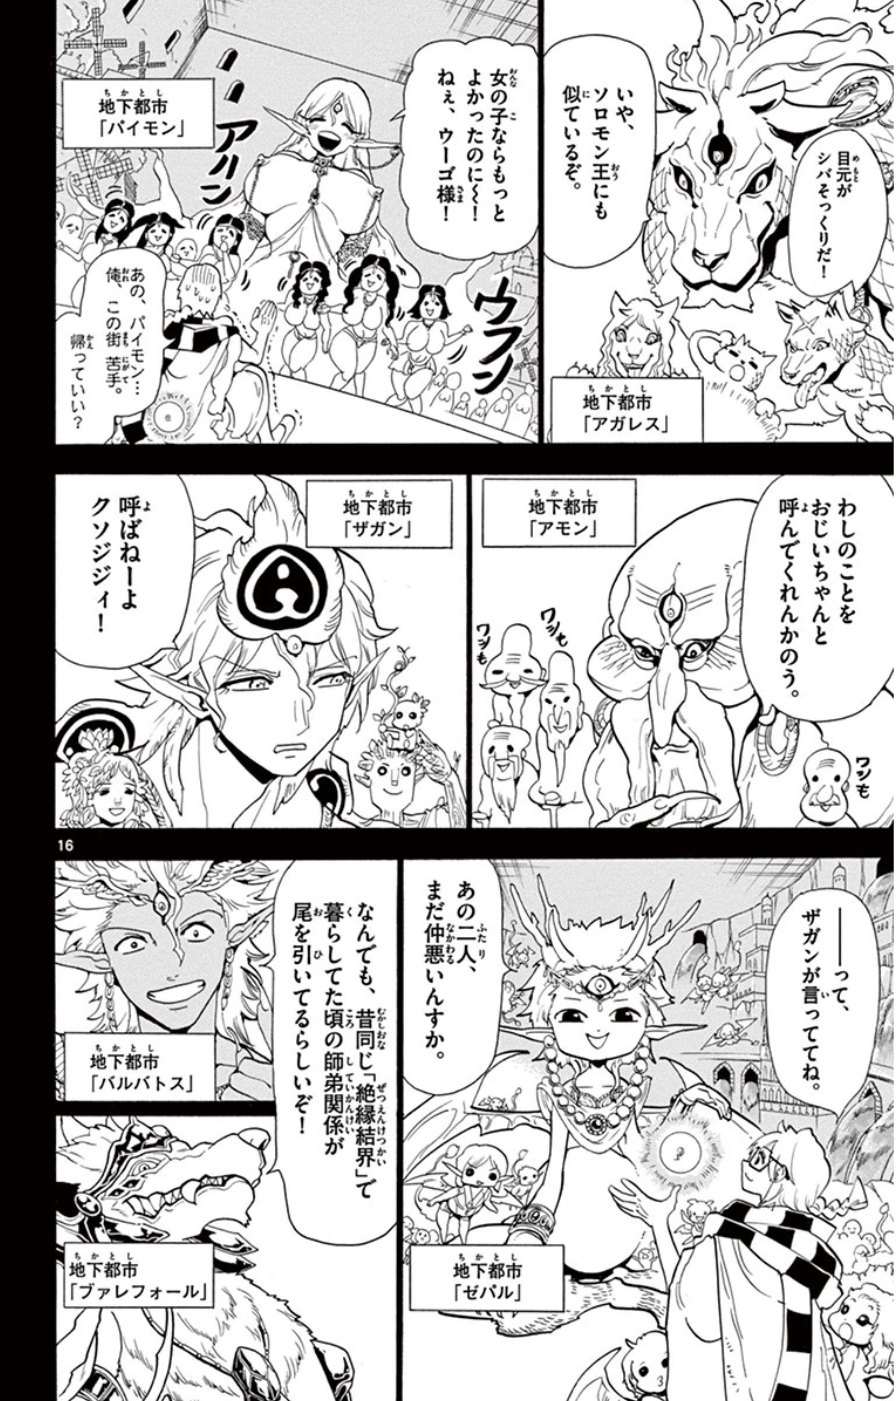 目元が
シバそっくりだ！
いや、
ソロモン王にも
似ているぞ。
地下都市
「アガレス」
女の子ならもっと
よかったのに〜！
ねぇ、ウーゴ様！
地下都市
「パイモン」
アハン
ウフン
あの、パイモン…
俺、この街 苦手。
帰っていい？
わしのことを
おじいちゃんと
呼んでくれんかのう。
地下都市
「アモン」
ワシも
ワシも
ワシも
地下都市
「ザガン」
呼ばねーよ
クソジジィ！
──って、
ザガンが言っててね。
あの二人、
まだ仲悪いんすか。
地下都市
「ゼパル」
なんでも、昔同じ「絶縁結界」で
暮らしてた頃の師弟関係が
尾を引いてるらしいぞ！
地下都市
「バルバトス」
地下都市
「ヴァレフォール」
16